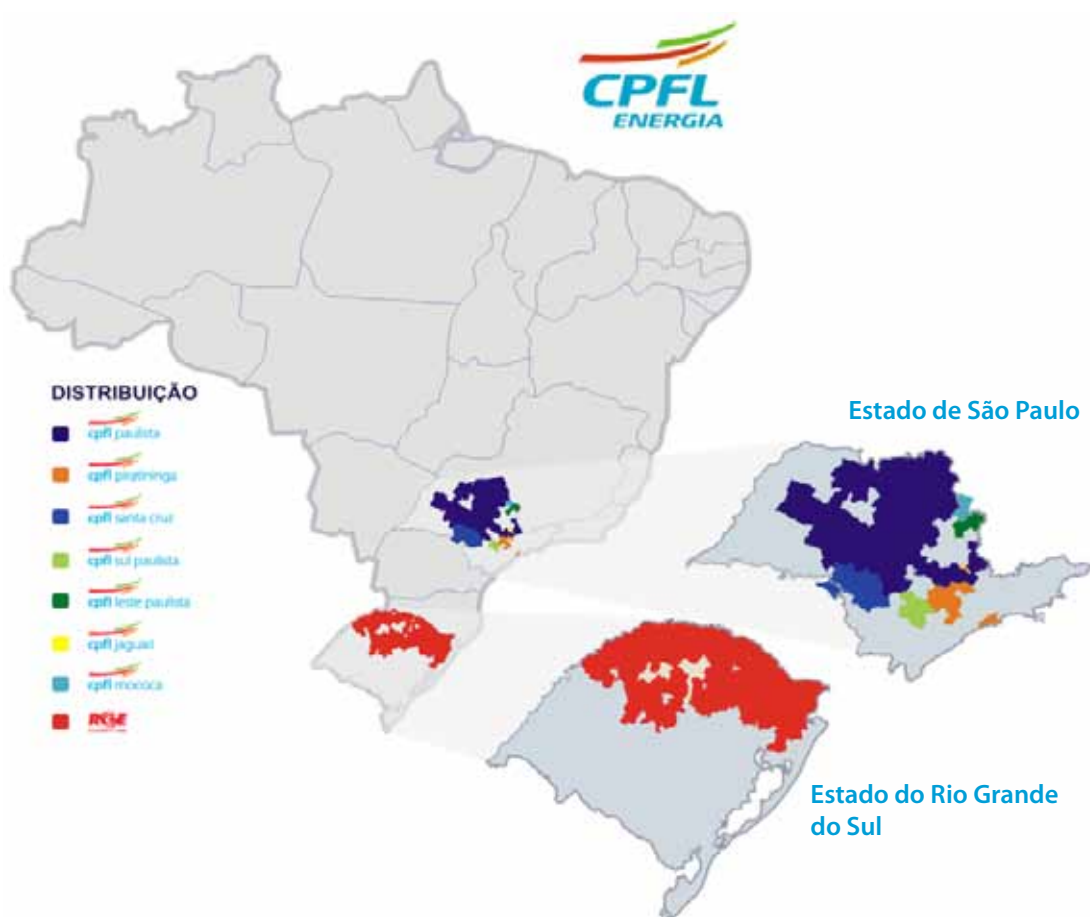 CPFL
ENERGIA
DISTRIBUIÇÃO
cpfl paulista
cpfl piratininga
cpfl santa cruz
cpfl sul paulista
cpfl leste paulista
cpfl jaguari
cpfl mococa
RGE
Estado de São Paulo
Estado do Rio Grande
do Sul